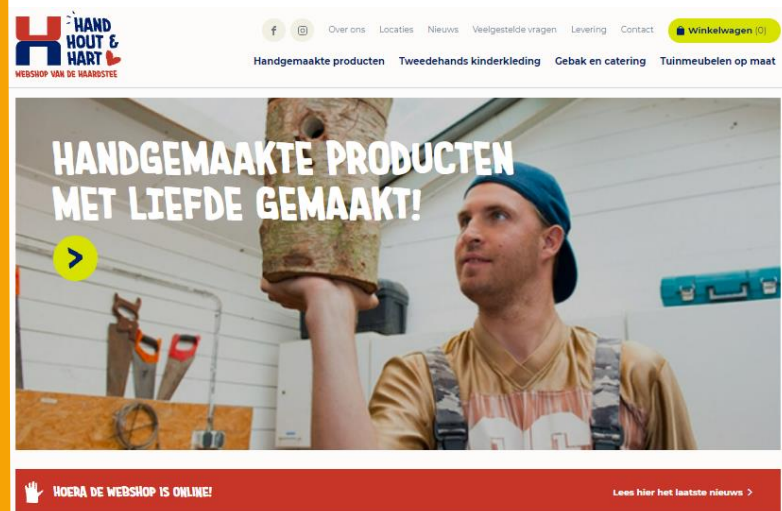 HAND
HOUT &
HART
WEBSHOP VAN DE HAARDSTEE
f
Over ons Locaties Nieuws Veelgestelde vragen Levering Contact Winkelwagen (0)
Handgemaakte producten Tweedehands kinderkleding Gebak en catering Tuinmeubelen op maat
HANDGEMAAKTE PRODUCTEN
MET LIEFDE GEMAAKT!
>
HOERA DE WEBSHOP IS ONLINE! Lees hier het laatste nieuws >